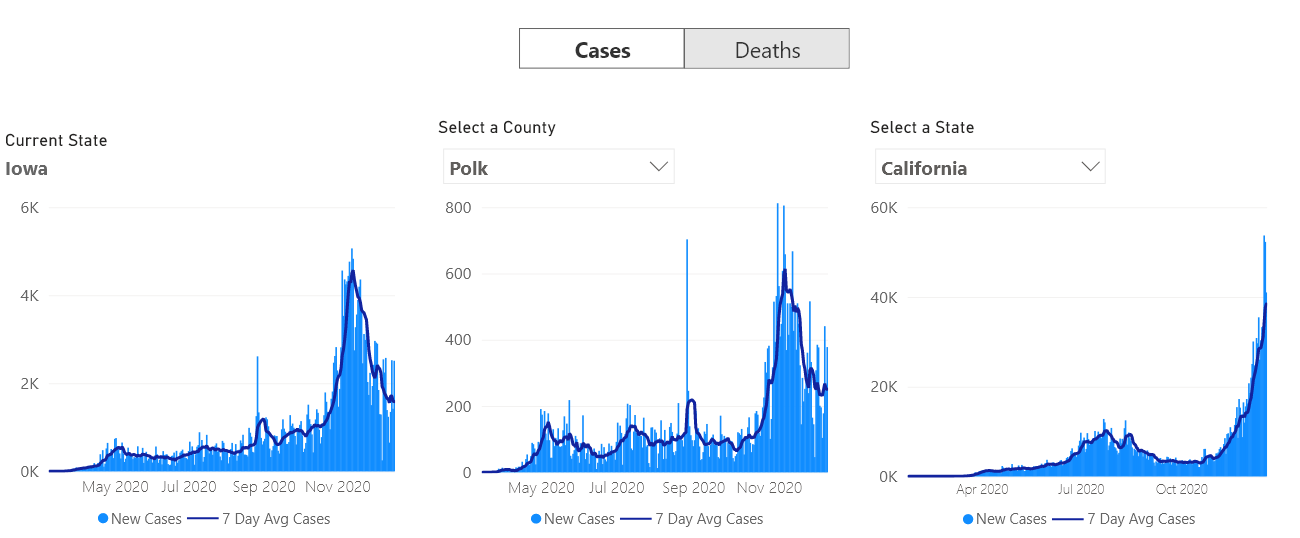 Cases Deaths
Current State
Iowa
6K
4K
2K
0K
May 2020 Jul 2020 Sep 2020 Nov 2020
New Cases 7 Day Avg Cases
Select a County
Polk
800
600
400
200
0
May 2020 Jul 2020 Sep 2020 Nov 2020
New Cases 7 Day Avg Cases
Select a State
California
60K
40K
20K
0K
Apr 2020 Jul 2020 Oct 2020
New Cases 7 Day Avg Cases